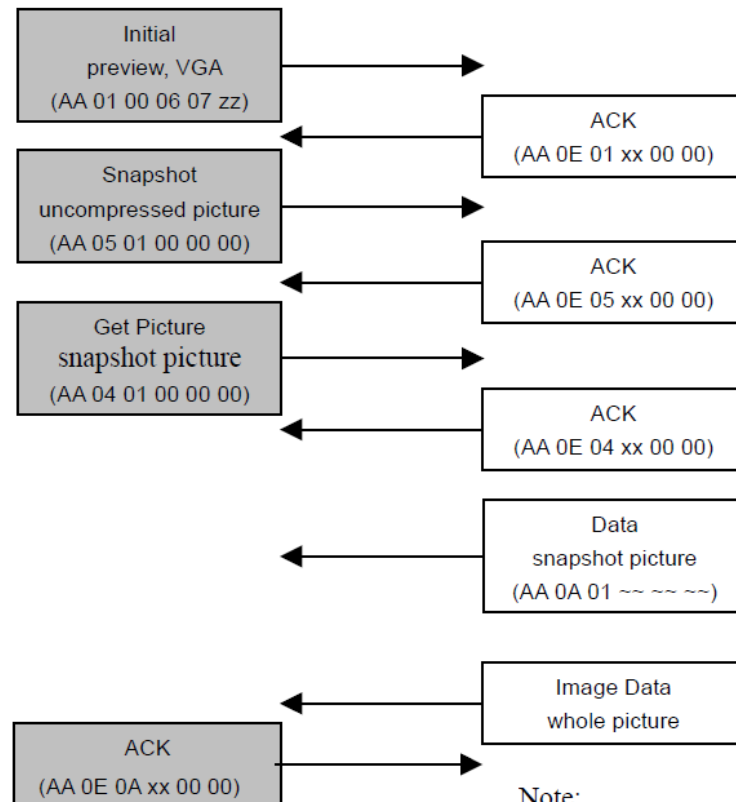 Initial
preview, VGA
(AA 01 00 06 07 zz)
ACK
(AA 0E 01 xx 00 00)
Snapshot
uncompressed picture
(AA 05 01 00 00 00)
ACK
(AA 0E 05 xx 00 00)
Get Picture
snapshot picture
(AA 04 01 00 00 00)
ACK
(AA 0E 04 xx 00 00)
Data
snapshot picture
(AA 0A 01 ~~ ~~ ~~)
Image Data
whole picture
ACK
(AA 0E 0A xx 00 00)
Note: